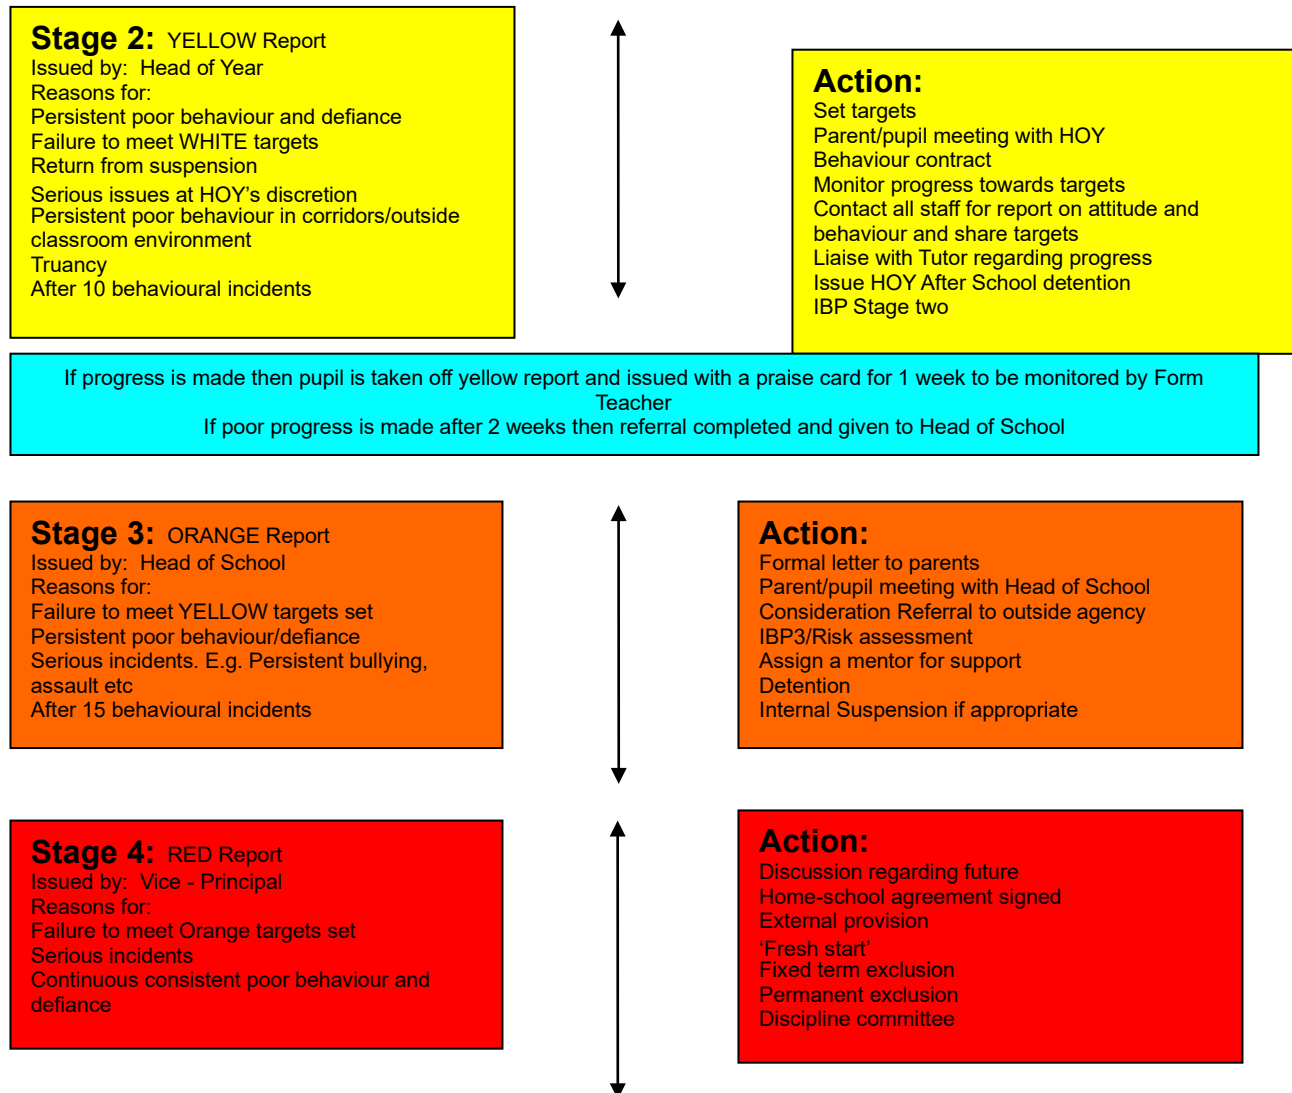 Stage 2: YELLOW Report
Issued by: Head of Year
Reasons for:
Persistent poor behaviour and defiance
Failure to meet WHITE targets
Return from suspension
Serious issues at HOY’s discretion
Persistent poor behaviour in corridors/outside
classroom environment
Truancy
After 10 behavioural incidents
Action:
Set targets
Parent/pupil meeting with HOY
Behaviour contract
Monitor progress towards targets
Contact all staff for report on attitude and
behaviour and share targets
Liaise with Tutor regarding progress
Issue HOY After School detention
IBP Stage two
If progress is made then pupil is taken off yellow report and issued with a praise card for 1 week to be monitored by Form
Teacher
If poor progress is made after 2 weeks then referral completed and given to Head of School
Stage 3: ORANGE Report
Issued by: Head of School
Reasons for:
Failure to meet YELLOW targets set
Persistent poor behaviour/defiance
Serious incidents. E.g. Persistent bullying,
assault etc
After 15 behavioural incidents
Action:
Formal letter to parents
Parent/pupil meeting with Head of School
Consideration Referral to outside agency
IBP3/Risk assessment
Assign a mentor for support
Detention
Internal Suspension if appropriate
Stage 4: RED Report
Issued by: Vice - Principal
Reasons for:
Failure to meet Orange targets set
Serious incidents
Continuous consistent poor behaviour and
defiance
Action:
Discussion regarding future
Home-school agreement signed
External provision
‘Fresh start’
Fixed term exclusion
Permanent exclusion
Discipline committee